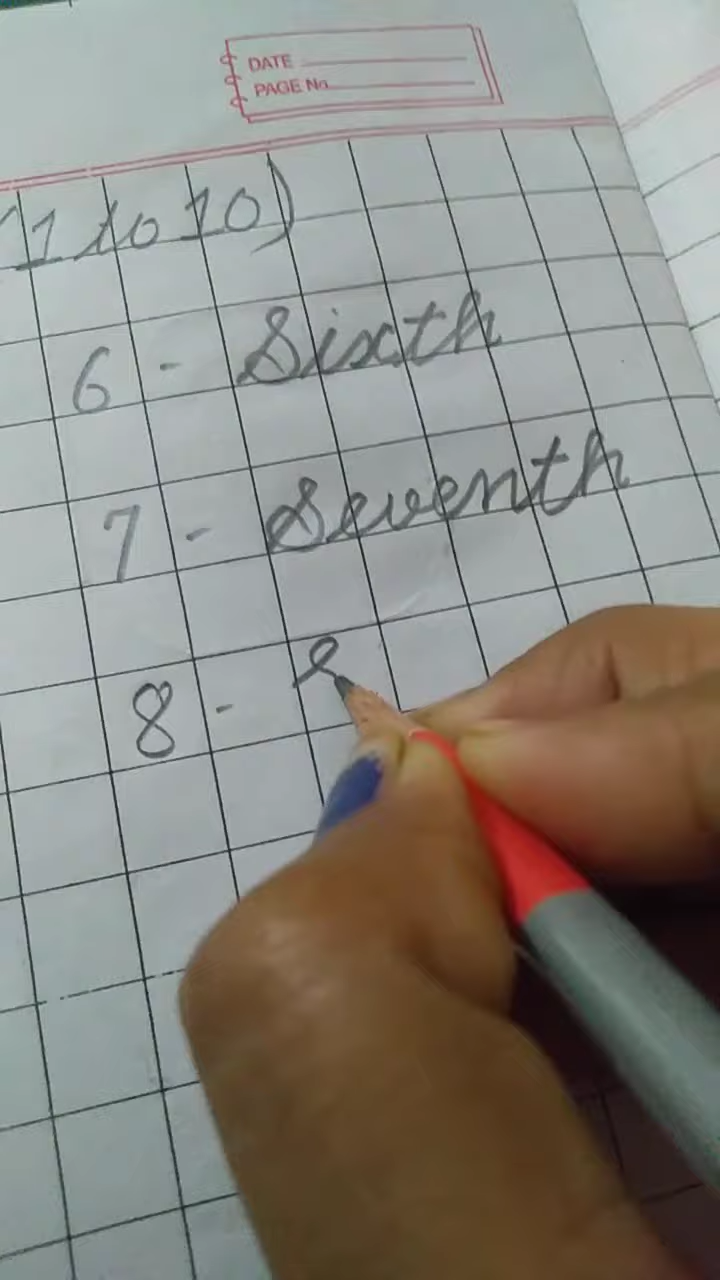 DATE
PAGE No.
(1 to 10)
6 - Sixth
7 - Seventh
8 -